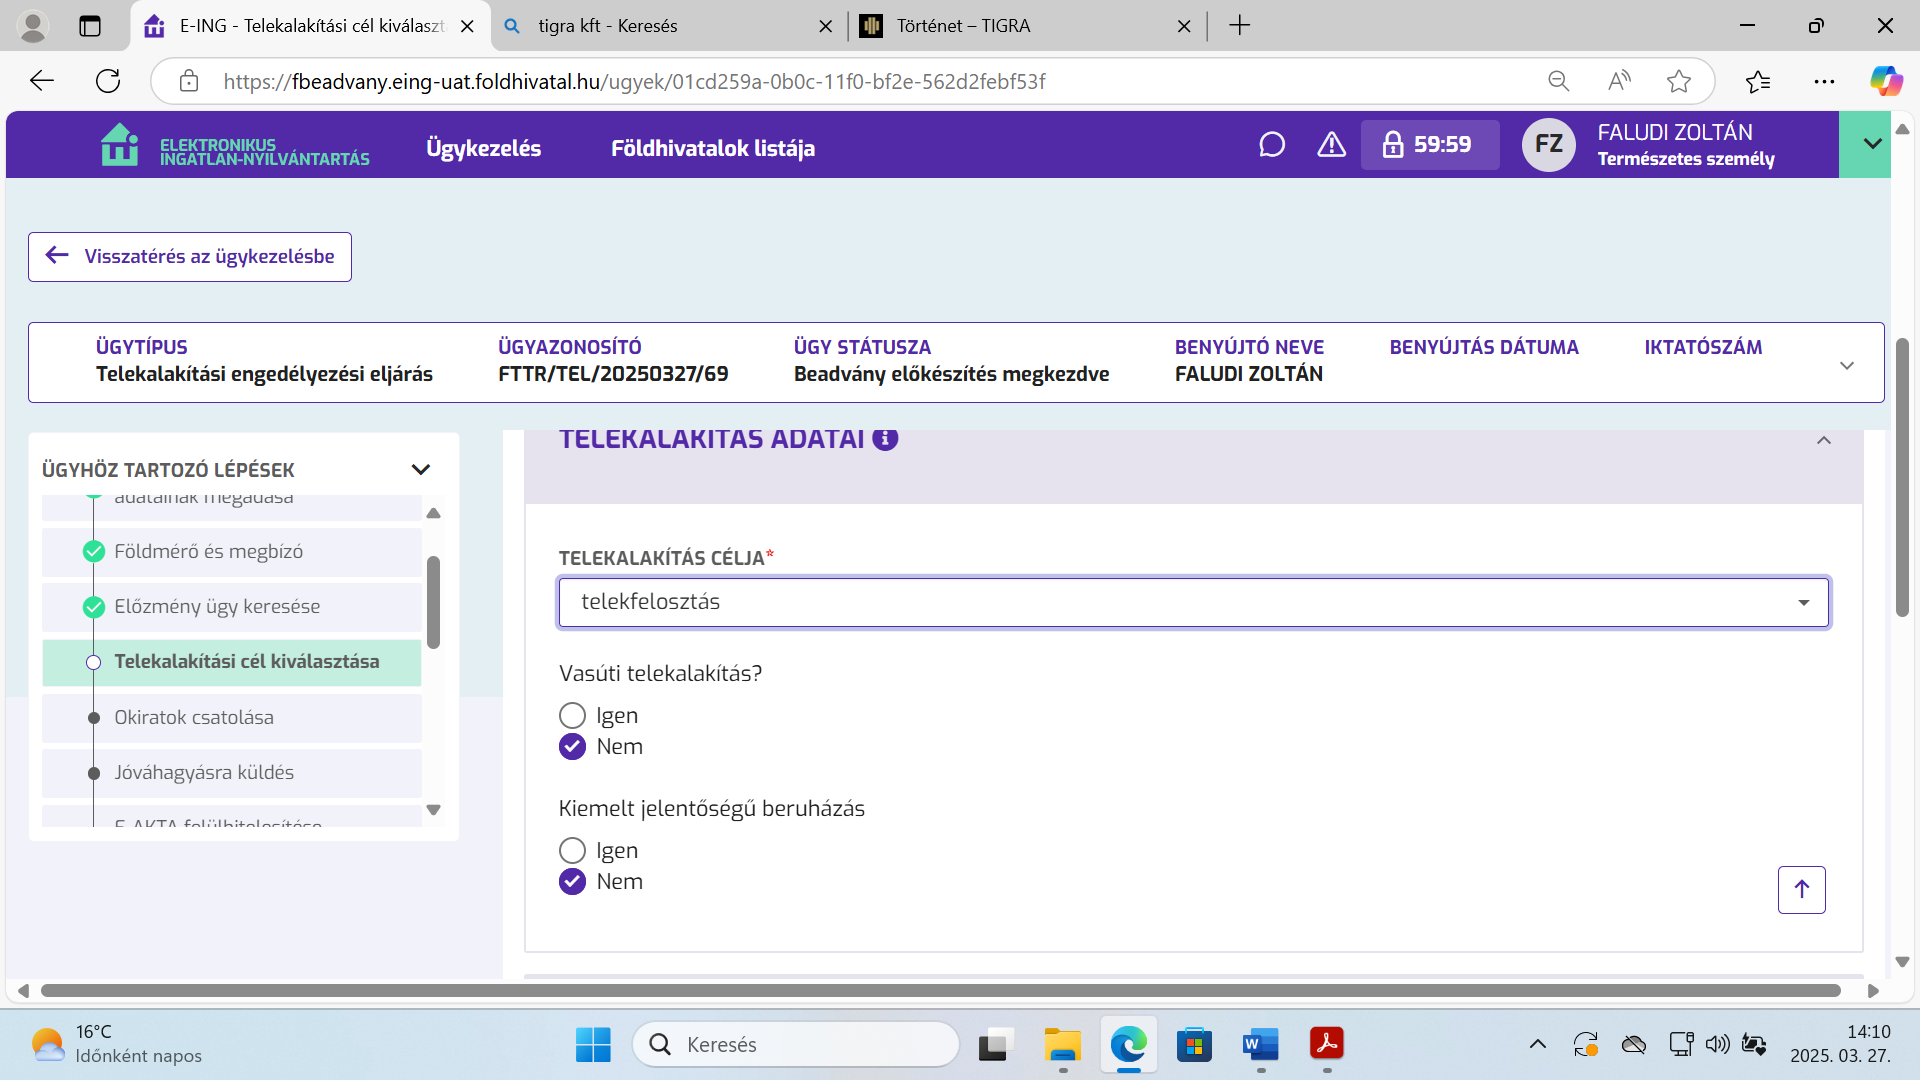 E-ING - Telekalakítási cél kiválaszt
tigra kft - Keresés
Történet – TIGRA
https://fbeadvany.eing-uat.foldhivatal.hu/ugyek/01cd259a-0b0c-11f0-bf2e-562d2febf53f
ELEKTRONIKUS
INGATLAN-NYILVÁNTARTÁS
Ügykezelés
Földhivatalok listája
59:59
FZ
FALUDI ZOLTÁN
Természetes személy
Visszatérés az ügykezelésbe
ÜGYTÍPUS
Telekalakítási engedélyezési eljárás
ÜGYAZONOSÍTÓ
FTTR/TEL/20250327/69
ÜGY STÁTUSZA
Beadvány előkészítés megkezdve
BENYÚJTÓ NEVE
FALUDI ZOLTÁN
BENYÚJTÁS DÁTUMA
IKTATÓSZÁM
ÜGYHÖZ TARTOZÓ LÉPÉSEK
adatainak megadása
Földmérő és megbízó
Előzmény ügy keresése
Telekalakítási cél kiválasztása
Okiratok csatolása
Jóváhagyásra küldés
E-AKTA felülhitelesítése
TELEKALAKÍTÁS ADATAI
TELEKALAKÍTÁS CÉLJA*
telekfelosztás
Vasúti telekalakítás?
Igen
Nem
Kiemelt jelentőségű beruházás
Igen
Nem
16°C
Időnként napos
Keresés
14:10
2025. 03. 27.